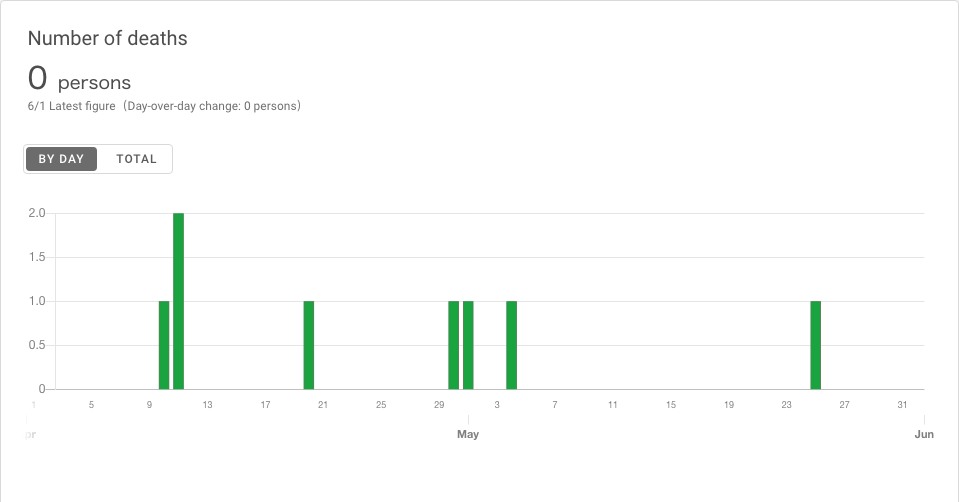 Number of deaths
0 persons
6/1 Latest figure（Day-over-day change: 0 persons）
BY DAY TOTAL
2.0
1.5
1.0
0.5
0
1 5 9 13 17 21 25 29 3 7 11 15 19 23 27 31
pr May Jun